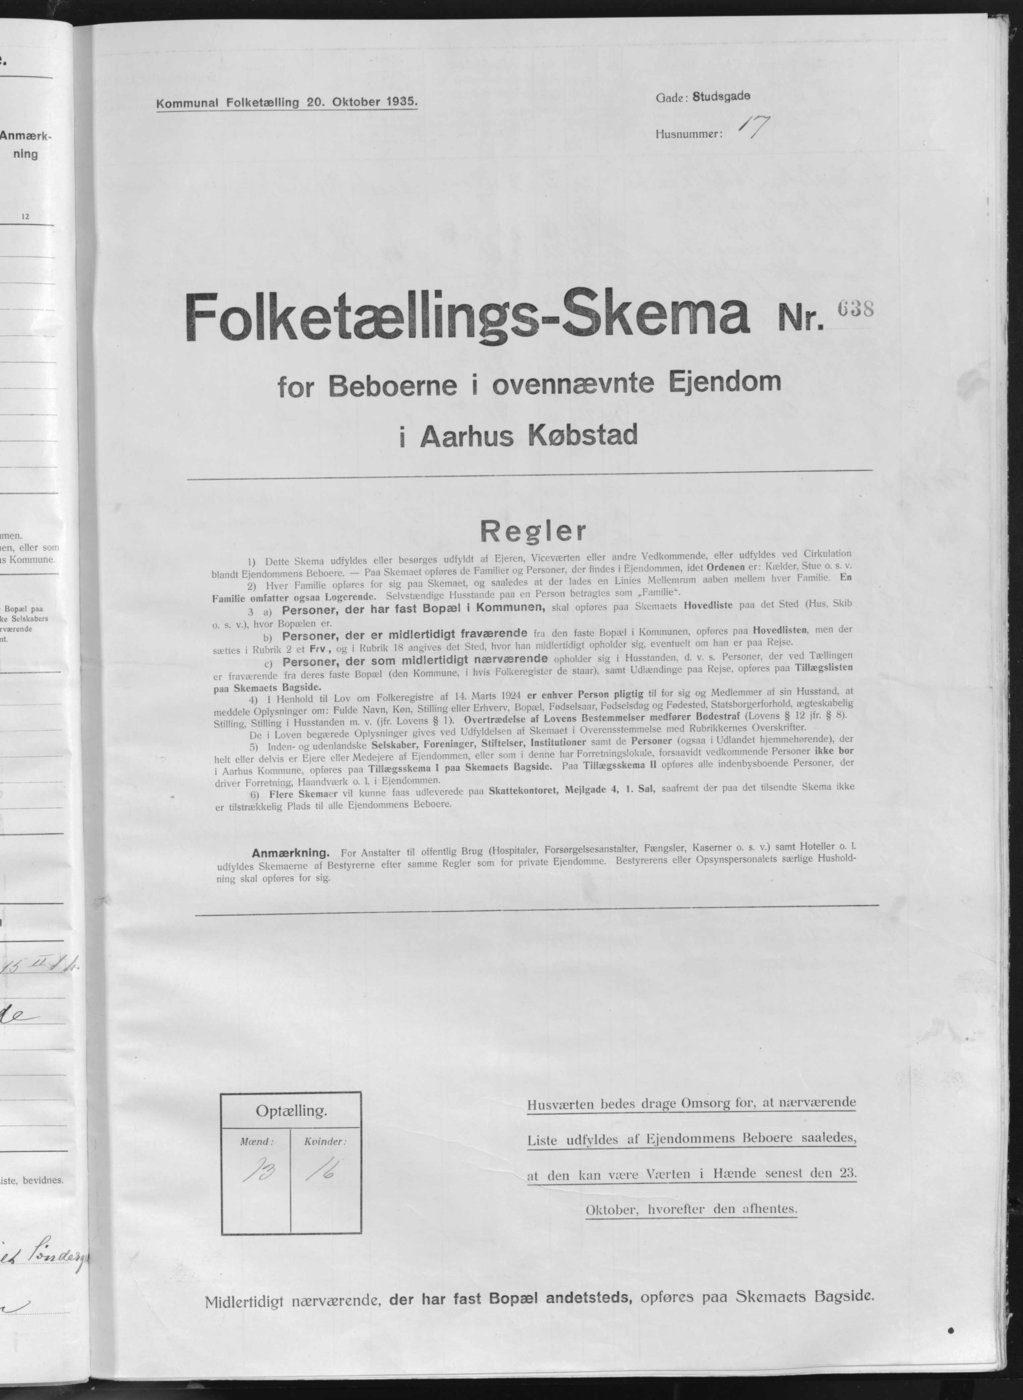 Kommunal Folketælling 20. Oktober 1935.
Gade: Studsgade
Husnummer: 17
Folketællings-Skema Nr. 638
for Beboerne i ovennævnte Ejendom
i Aarhus Købstad
Regler
1) Dette Skema udfyldes eller besørges udfyldt af Ejeren, Viceværten eller andre Vedkommende, eller udfyldes ved Cirkulation
blandt Ejendommens Beboere. — Paa Skemaet opføres de Familier og Personer, der findes i Ejendommen, idet Ordenen er: Kælder, Stue o. s. v.
2) Hver Familie opføres for sig paa Skemaet, og saaledes at der lades en Linies Mellemrum aaben mellem hver Familie. En
Familie omfatter ogsaa Logerende. Selvstændige Husstande paa en Person betragtes som „Familie“.
3 a) Personer, der har fast Bopæl i Kommunen, skal opføres paa Skemaets Hovedliste paa det Sted (Hus, Skib
o. s. v.), hvor Bopælen er.
b) Personer, der er midlertidigt fraværende fra den faste Bopæl i Kommunen, opføres paa Hovedlisten, men der
sættes i Rubrik 2 et Frv., og i Rubrik 18 angives det Sted, hvor han midlertidigt opholder sig, eventuelt om han er paa Rejse.
c) Personer, der som midlertidigt nærværende opholder sig i Husstanden, d. v. s. Personer, der ved Tællingen
er fraværende fra deres faste Bopæl (den Kommune, i hvis Folkeregister de staar), samt Udlændinge paa Rejse, opføres paa Tillægslisten
paa Skemaets Bagside.
4) I Henhold til Lov om Folkeregistre af 14. Marts 1924 er enhver Person pligtig til for sig og Medlemmer af sin Husstand, at
meddele Oplysninger om: Fulde Navn, Køn, Stilling eller Erhverv, Bopæl, Fødselsaar, Fødselsdag og Fødested, Statsborgerforhold, ægteskabelig
Stilling, Stilling i Husstanden m. v. (jfr. Lovens § 1). Overtrædelse af Lovens Bestemmelser medfører Bødestraf (Lovens § 12 jfr. § 8).
De i Loven begærede Oplysninger gives ved Udfyldelsen af Skemaet i Overensstemmelse med Rubrikkernes Overskrifter.
5) Inden- og udenlandske Selskaber, Foreninger, Stiftelser, Institutioner samt de Personer (ogsaa i Udlandet hjemmehørende), der
helt eller delvis er Ejere eller Medejere af Ejendommen, eller som i denne har Forretningslokale, forsaavidt vedkommende Personer ikke bor
i Aarhus Kommune, opføres paa Tillægsskema I paa Skemaets Bagside. Paa Tillægsskema II opføres alle indenbysboende Personer, der
driver Forretning, Haandværk o. l. i Ejendommen.
6) Flere Skemaer vil kunne faas udleverede paa Skattekontoret, Mejlgade 4, 1. Sal, saafremt der paa det tilsendte Skema ikke
er tilstrækkelig Plads til alle Ejendommens Beboere.
Anmærkning. For Anstalter til offentlig Brug (Hospitaler, Forsørgelsesanstalter, Fængsler, Kaserner o. s. v.) samt Hoteller o. l.
udfyldes Skemaerne af Bestyrerne efter samme Regler som for private Ejendomme. Bestyrerens eller Opsynspersonalets særlige Hushold-
ning skal opføres for sig.
Optælling.
Mænd: Kvinder:
13 16
Husværten bedes drage Omsorg for, at nærværende
Liste udfyldes af Ejendommens Beboere saaledes,
at den kan være Værten i Hænde senest den 23.
Oktober, hvorefter den afhentes.
Midlertidigt nærværende, der har fast Bopæl andetsteds, opføres paa Skemaets Bagside.
Anmærk-
ning
12
eller som
Kommune.
Bopæl paa
Selskabers
15 II
bevidnes.